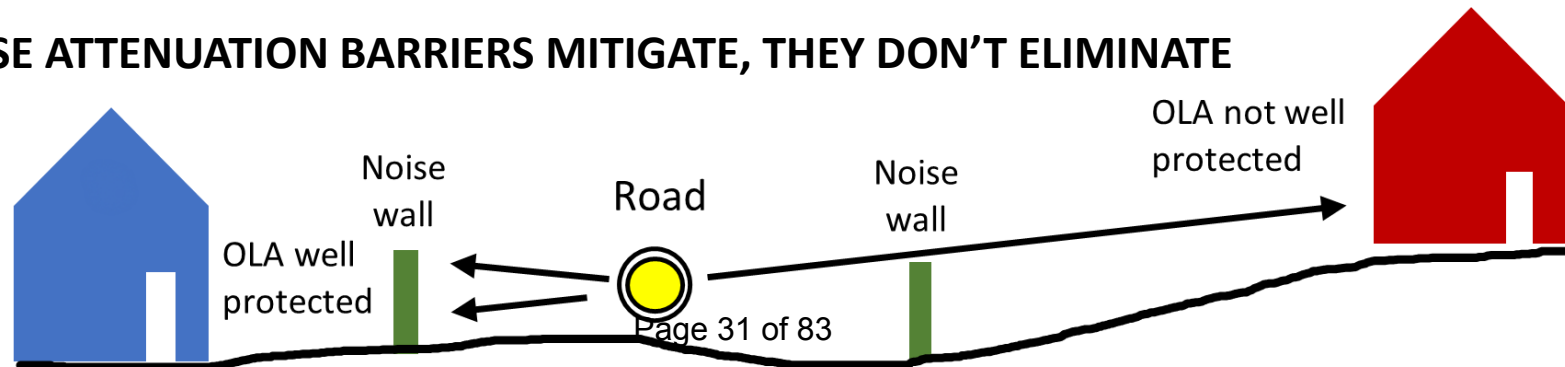 SE ATTENUATION BARRIERS MITIGATE, THEY DON’T ELIMINATE
OLA not well
protected
Noise
wall
Road
Noise
wall
OLA well
protected
Page 31 of 83